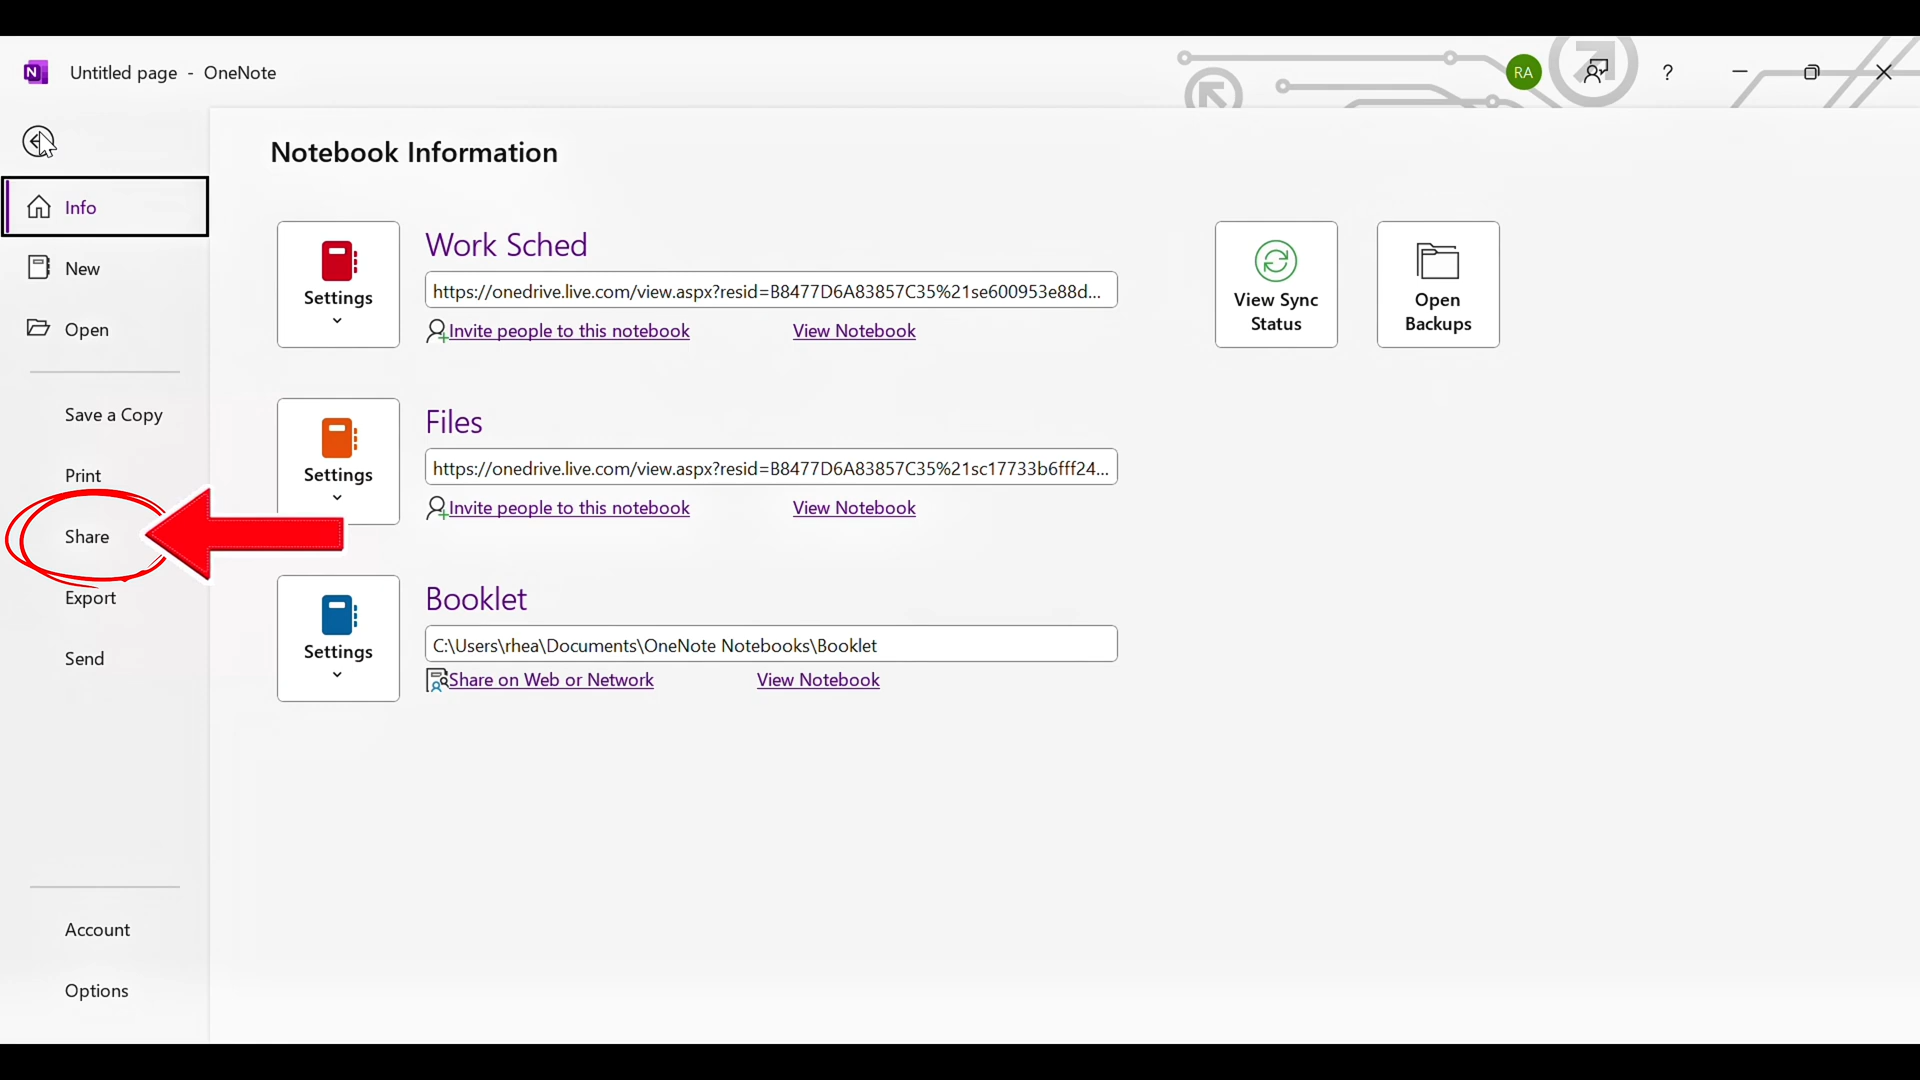 Untitled page - OneNote
RA
?
Info
New
Open
Save a Copy
Print
Share
Export
Send
Account
Options
Notebook Information
Settings
Work Sched
https://onedrive.live.com/view.aspx?resid=B8477D6A83857C35%21se600953e88d...
Invite people to this notebook
View Notebook
View Sync
Status
Open
Backups
Settings
Files
https://onedrive.live.com/view.aspx?resid=B8477D6A83857C35%21sc17733b6fff24...
Invite people to this notebook
View Notebook
Settings
Booklet
C:\Users\rhea\Documents\OneNote Notebooks\Booklet
Share on Web or Network
View Notebook